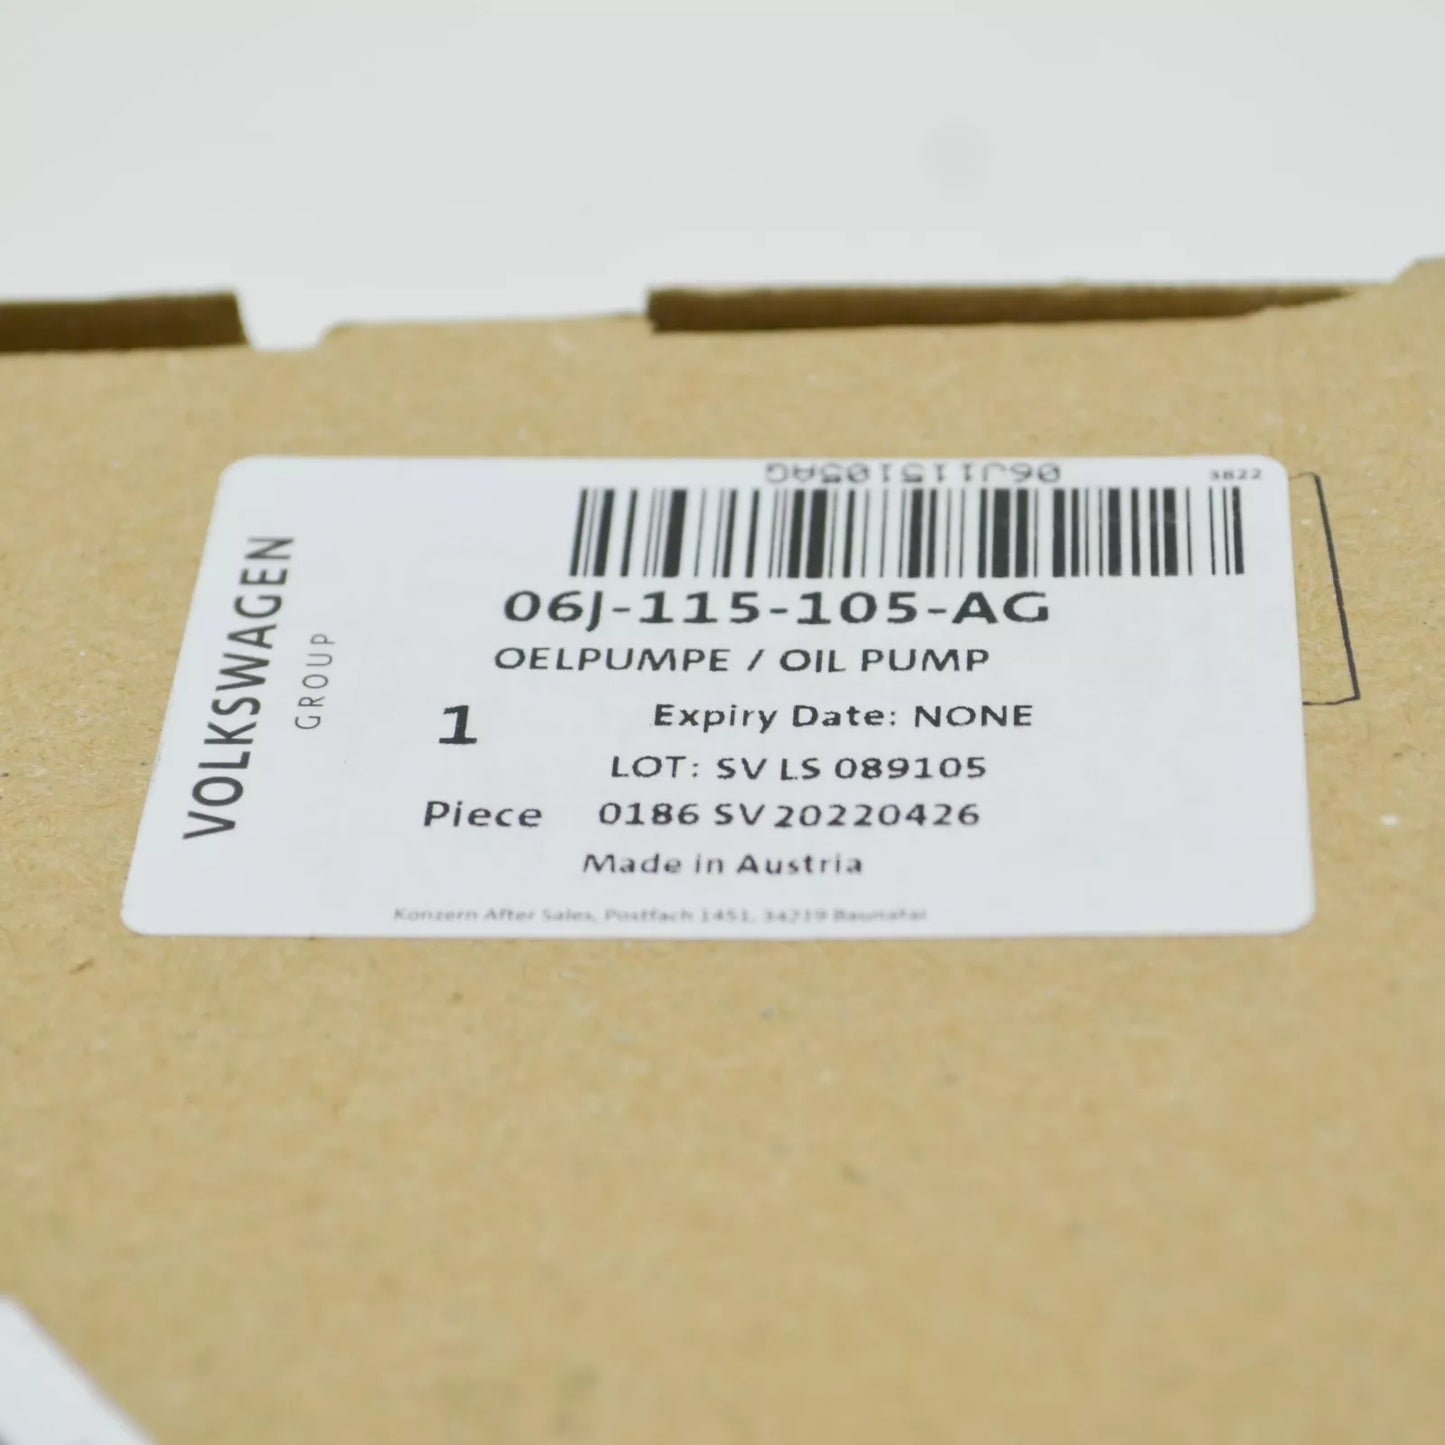 06J115105AG
3822
06J-115-105-AG
OELPUMPE / OIL PUMP
1
Expiry Date: NONE
LOT: SV LS 089105
Piece 0186 SV 20220426
Made in Austria
Konzern After Sales, Postfach 1451, 34219 Baunatal
VOLKSWAGEN
GROUP